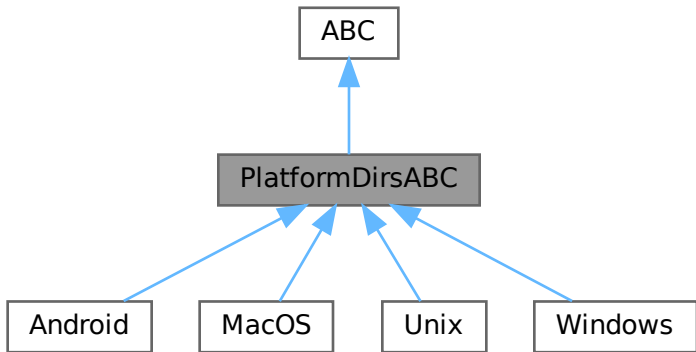 ABC
PlatformDirsABC
Android
MacOS
Unix
Windows